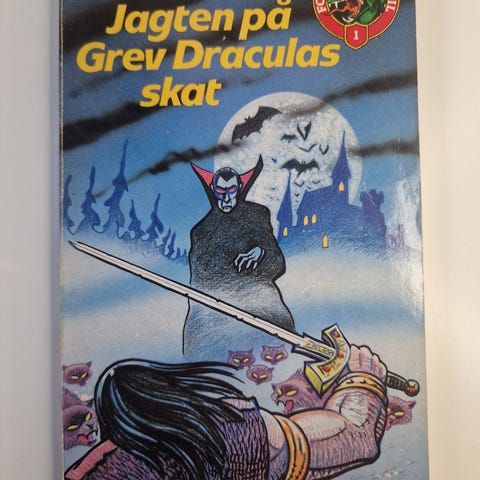 Jagten på
Grev Draculas
skat
1